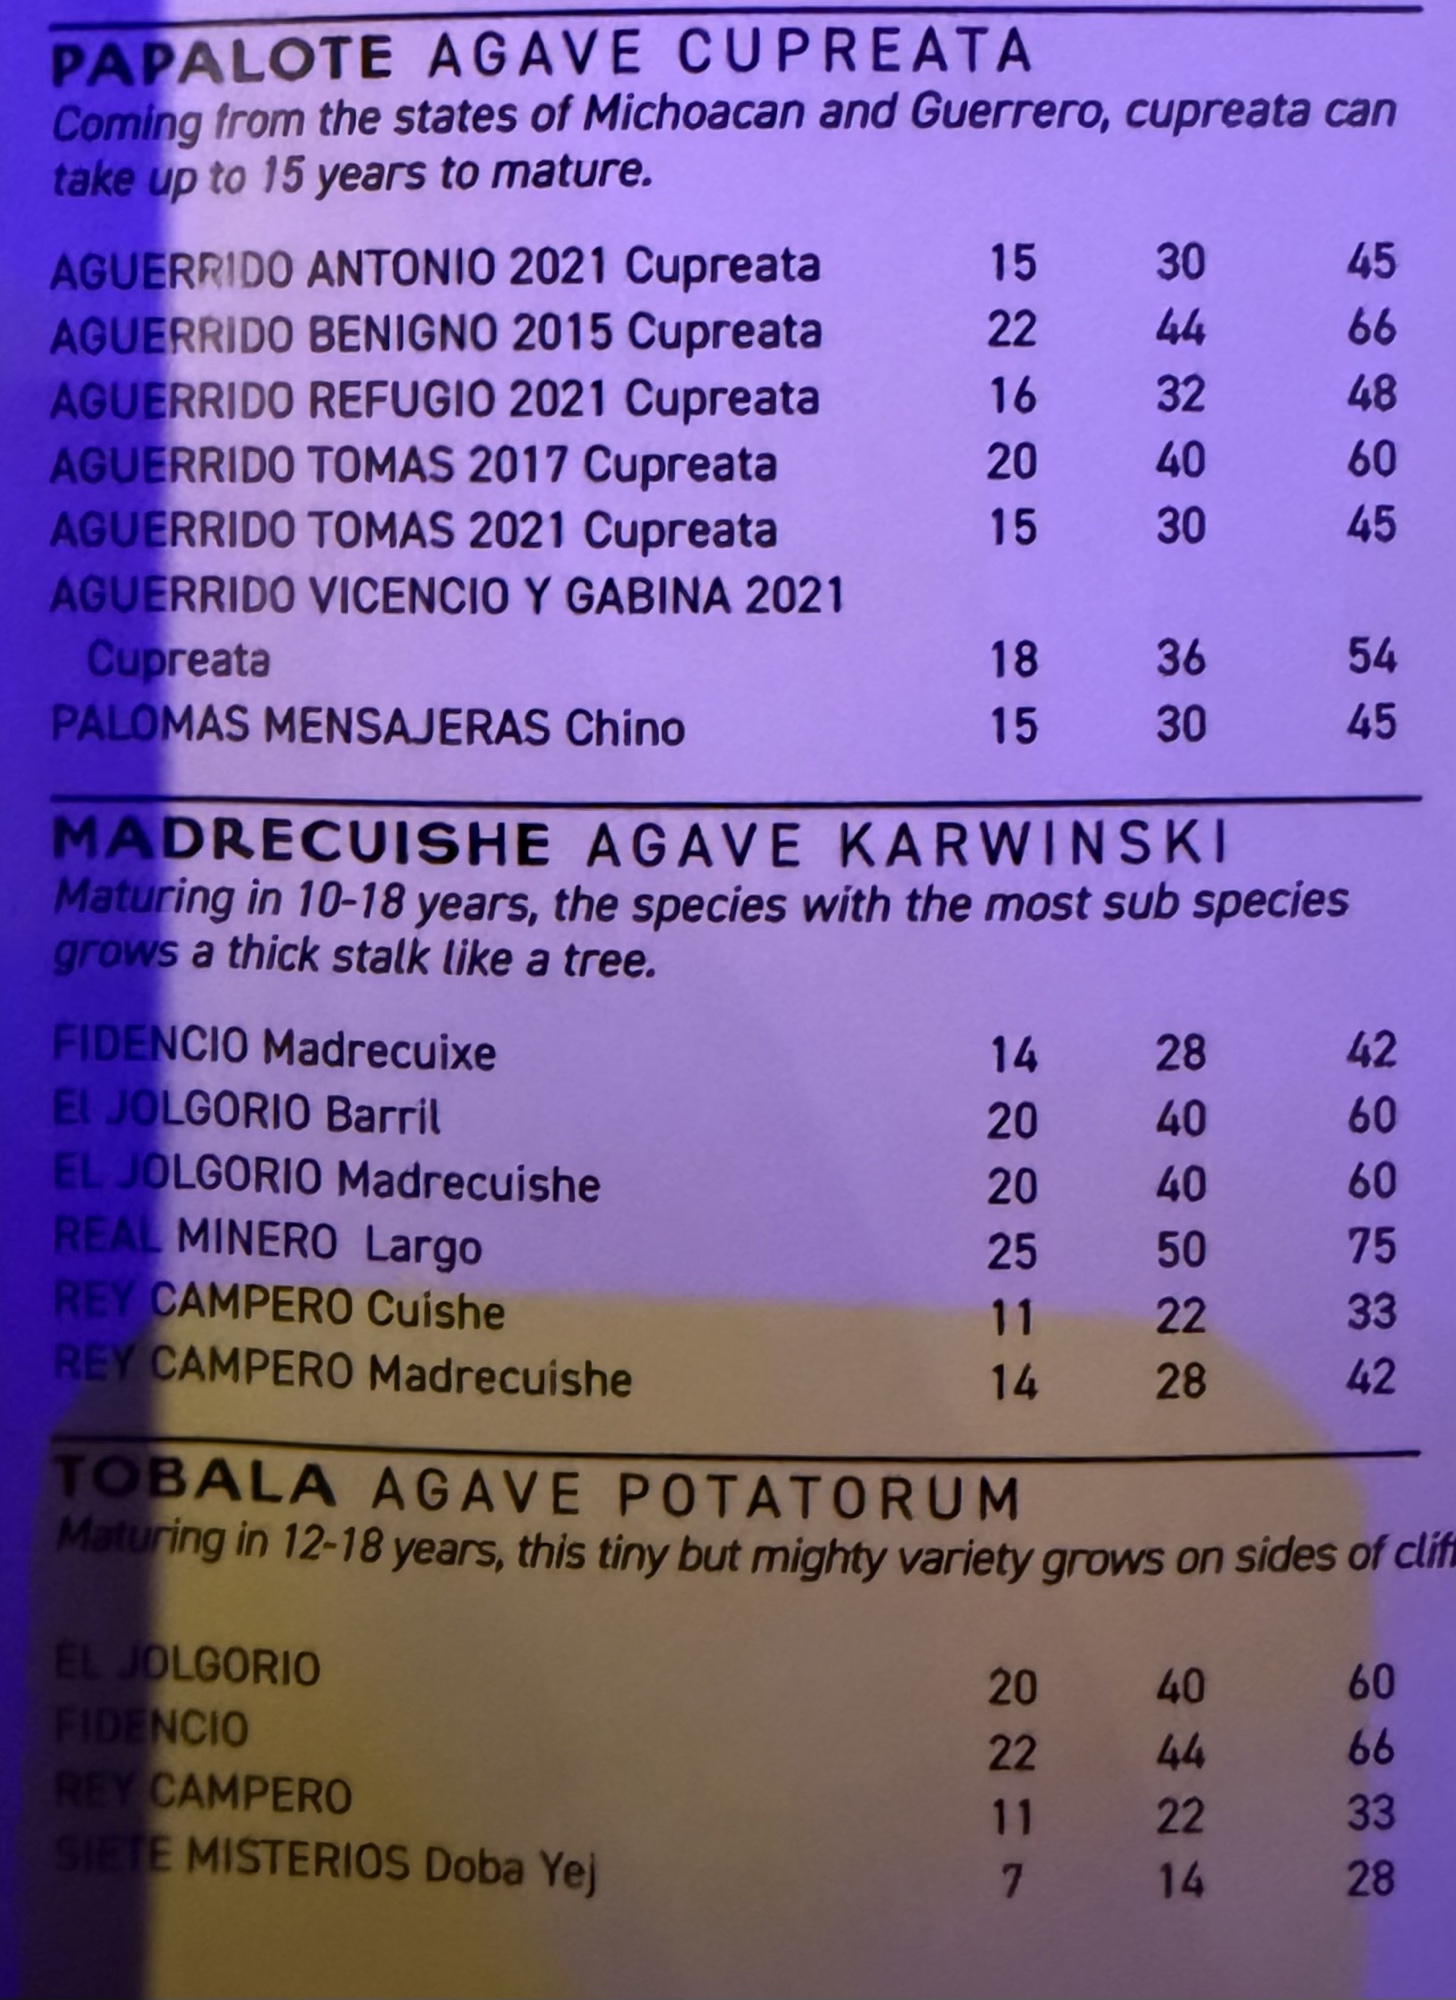 PAPALOTE AGAVE CUPREATA
Coming from the states of Michoacan and Guerrero, cupreata can
take up to 15 years to mature.
AGUERRIDO ANTONIO 2021 Cupreata 15 30 45
AGUERRIDO BENIGNO 2015 Cupreata 22 44 66
AGUERRIDO REFUGIO 2021 Cupreata 16 32 48
AGUERRIDO TOMAS 2017 Cupreata 20 40 60
AGUERRIDO TOMAS 2021 Cupreata 15 30 45
AGUERRIDO VICENCIO Y GABINA 2021
Cupreata 18 36 54
PALOMAS MENSAJERAS Chino 15 30 45
MADRECUISHE AGAVE KARWINSKI
Maturing in 10-18 years, the species with the most sub species
grows a thick stalk like a tree.
FIDENCIO Madrecuixe 14 28 42
El JOLGORIO Barril 20 40 60
EL JOLGORIO Madrecuishe 20 40 60
REAL MINERO Largo 25 50 75
REY CAMPERO Cuishe 11 22 33
REY CAMPERO Madrecuishe 14 28 42
TOBALA AGAVE POTATORUM
Maturing in 12-18 years, this tiny but mighty variety grows on sides of
EL JOLGORIO 20 40 60
FIDENCIO 22 44 66
REY CAMPERO 11 22 33
SIETE MISTERIOS Doba Yej 7 14 28